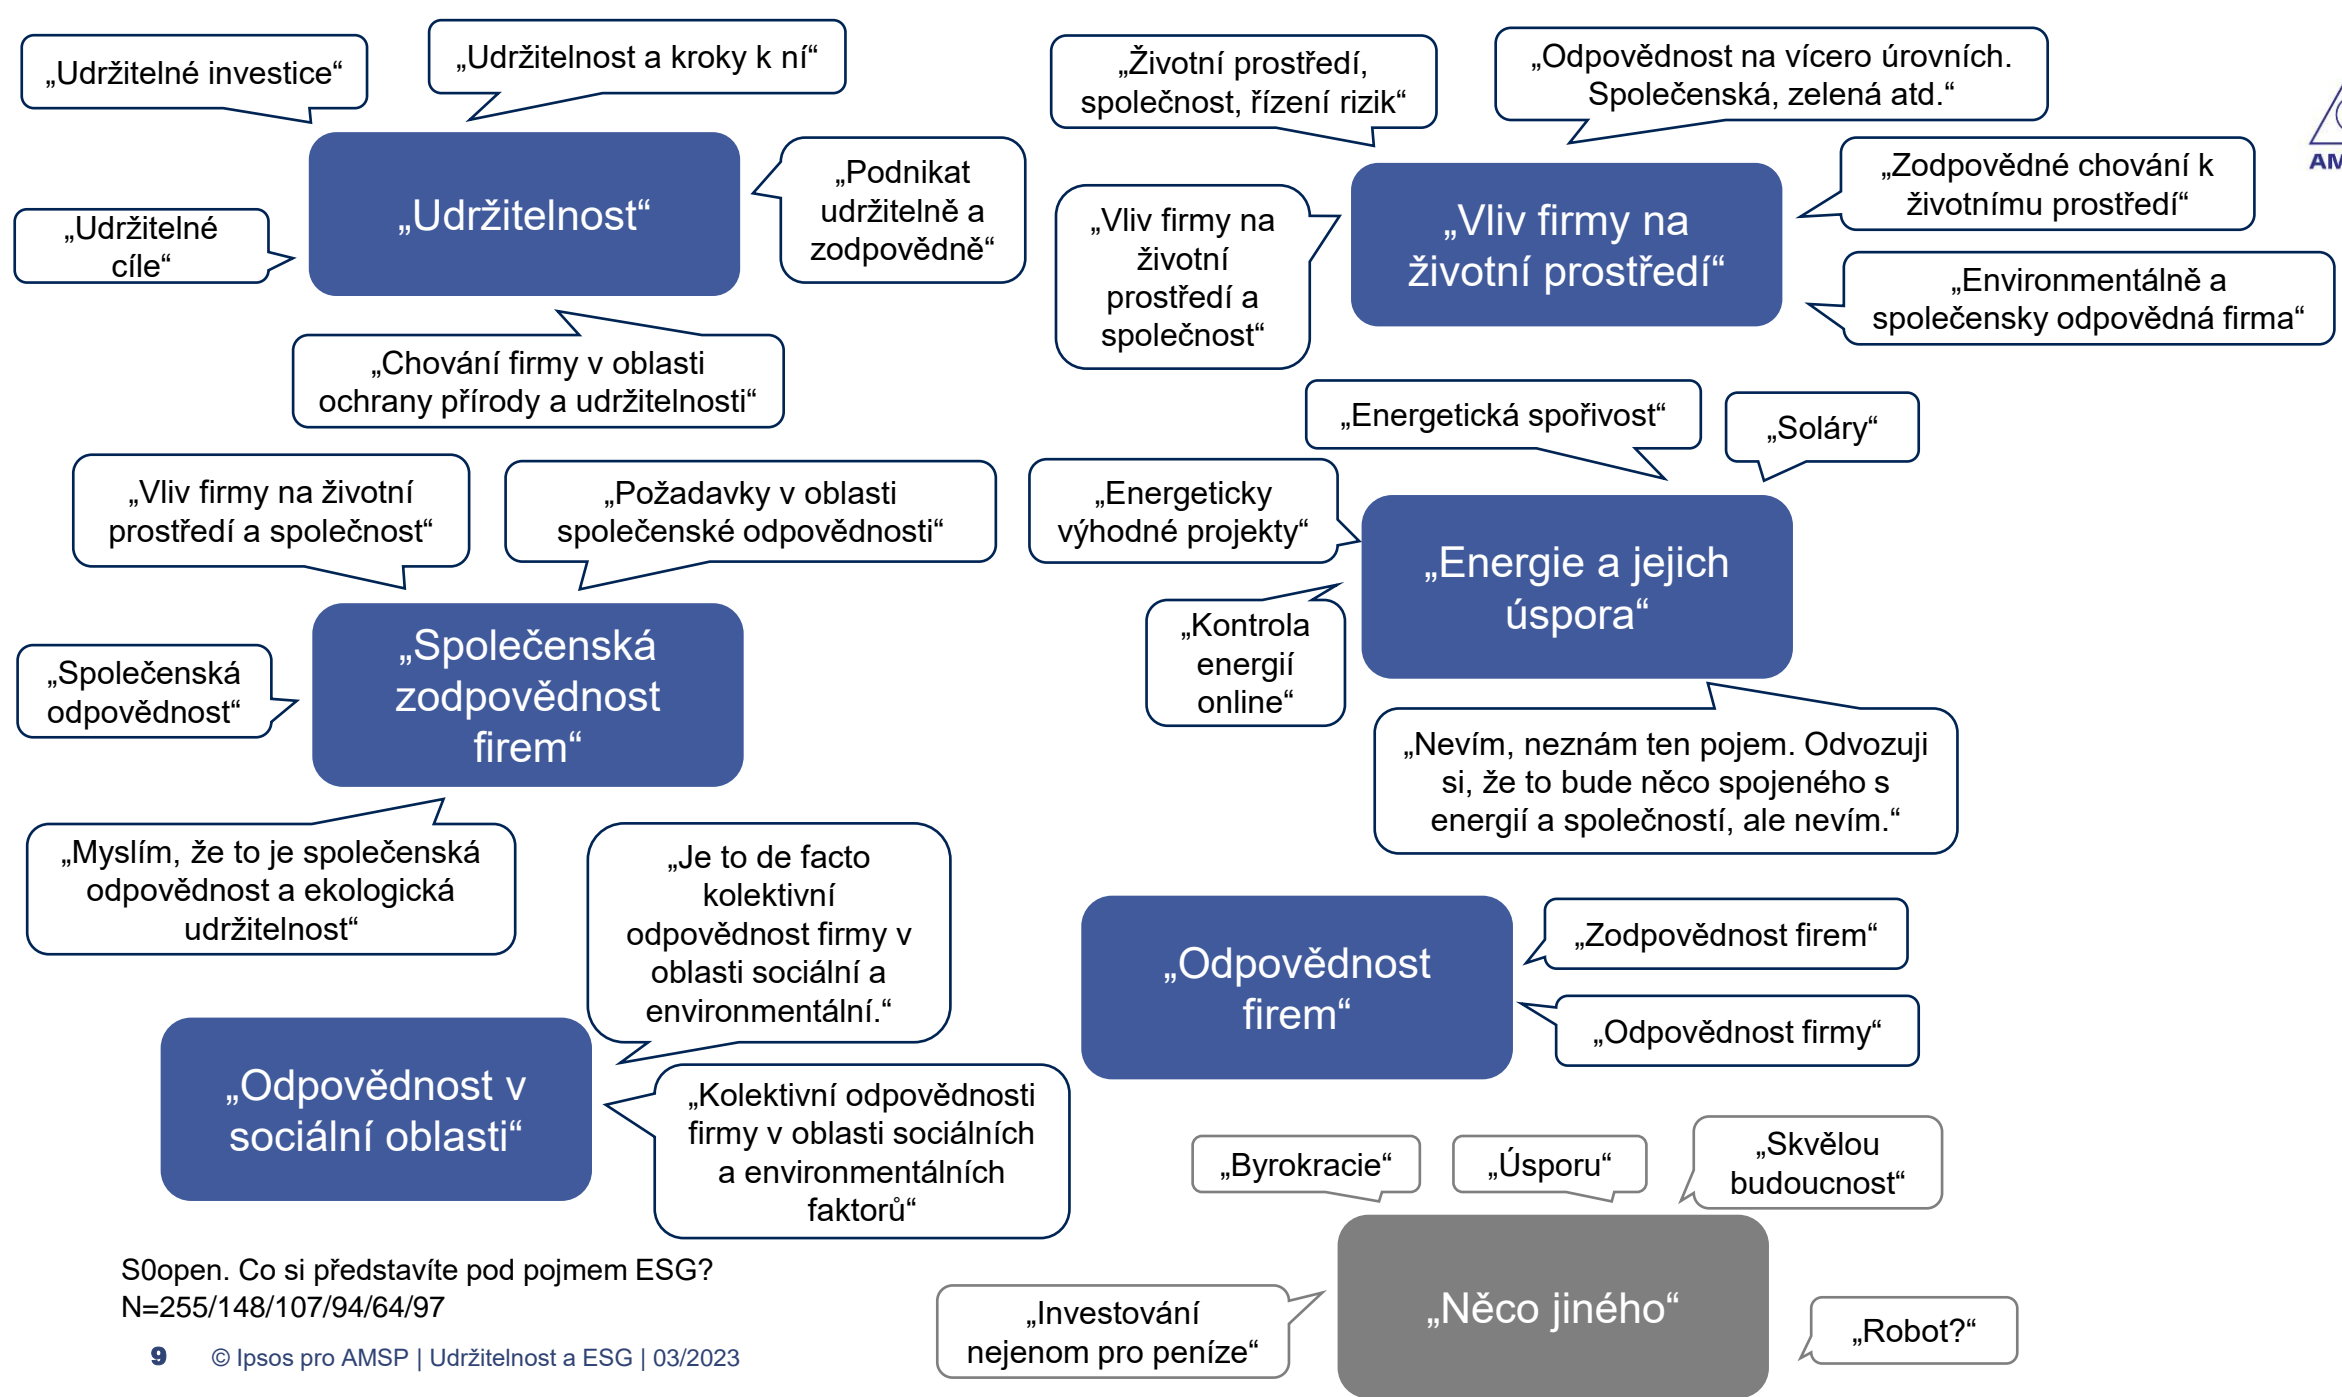 „Udržitelné investice“
„Udržitelnost a kroky k ní“
„Udržitelnost“
„Podnikat
udržitelně a
zodpovědně“
„Udržitelné
cíle“
„Chování firmy v oblasti
ochrany přírody a udržitelnosti“
„Životní prostředí,
společnost, řízení rizik“
„Odpovědnost na vícero úrovních.
Společenská, zelená atd.“
„Vliv firmy na
životní
prostředí a
společnost“
„Vliv firmy na
životní prostředí“
„Zodpovědné chování k
životnímu prostředí“
„Environmentálně a
společensky odpovědná firma“
„Vliv firmy na životní
prostředí a společnost“
„Požadavky v oblasti
společenské odpovědnosti“
„Společenská
odpovědnost“
„Společenská
zodpovědnost
firem“
„Myslím, že to je společenská
odpovědnost a ekologická
udržitelnost“
„Energetická spořivost“
„Soláry“
„Energeticky
výhodné projekty“
„Energie a jejich
úspora“
„Kontrola
energií
online“
„Nevím, neznám ten pojem. Odvozuji
si, že to bude něco spojeného s
energií a společností, ale nevím.“
„Je to de facto
kolektivní
odpovědnost firmy v
oblasti sociální a
environmentální.“
„Odpovědnost v
sociální oblasti“
„Kolektivní odpovědnosti
firmy v oblasti sociálních
a environmentálních
faktorů“
„Odpovědnost
firem“
„Zodpovědnost firem“
„Odpovědnost firmy“
„Byrokracie“
„Úsporu“
„Skvělou
budoucnost“
„Něco jiného“
„Investování
nejenom pro peníze“
„Robot?“
S0open. Co si představíte pod pojmem ESG?
N=255/148/107/94/64/97
9 © Ipsos pro AMSP | Udržitelnost a ESG | 03/2023